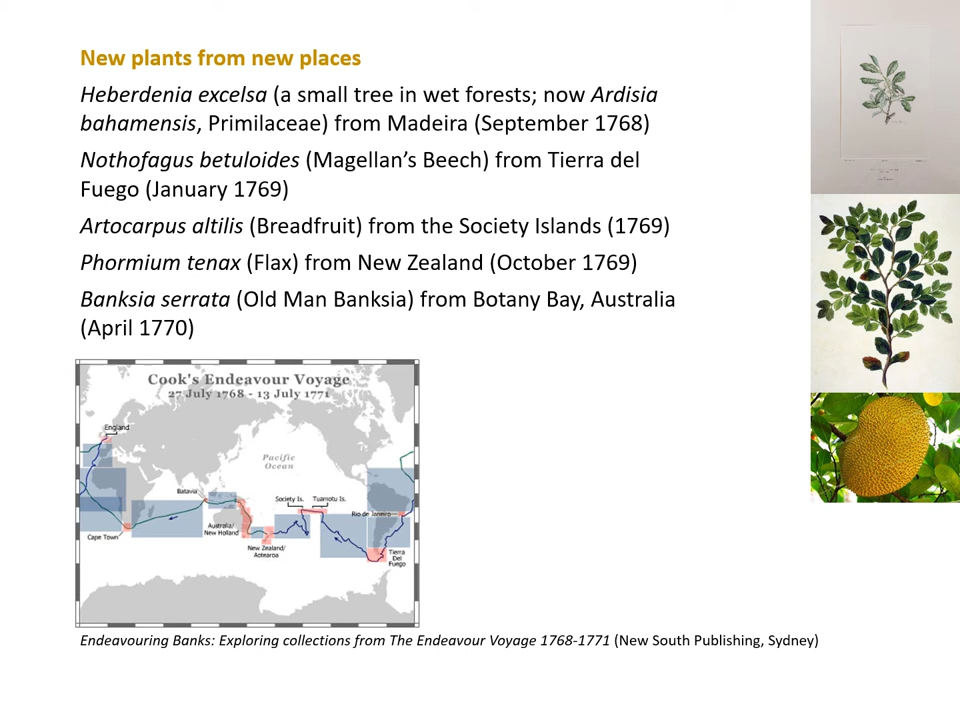 New plants from new places
Heberdenia excelsa (a small tree in wet forests; now Ardisia
bahamensis, Primilaceae) from Madeira (September 1768)
Nothofagus betuloides (Magellan’s Beech) from Tierra del
Fuego (January 1769)
Artocarpus altilis (Breadfruit) from the Society Islands (1769)
Phormium tenax (Flax) from New Zealand (October 1769)
Banksia serrata (Old Man Banksia) from Botany Bay, Australia
(April 1770)
Cook's Endeavour Voyage
27 July 1768 - 13 July 1771
England
Pacific
Ocean
Batavia
Society Is.
Tuamotu Is.
Rio de Janeiro
Australia/
New Holland
Cape Town
New Zealand/
Aotearoa
Tierra
Del
Fuego
Endeavouring Banks: Exploring collections from The Endeavour Voyage 1768-1771 (New South Publishing, Sydney)